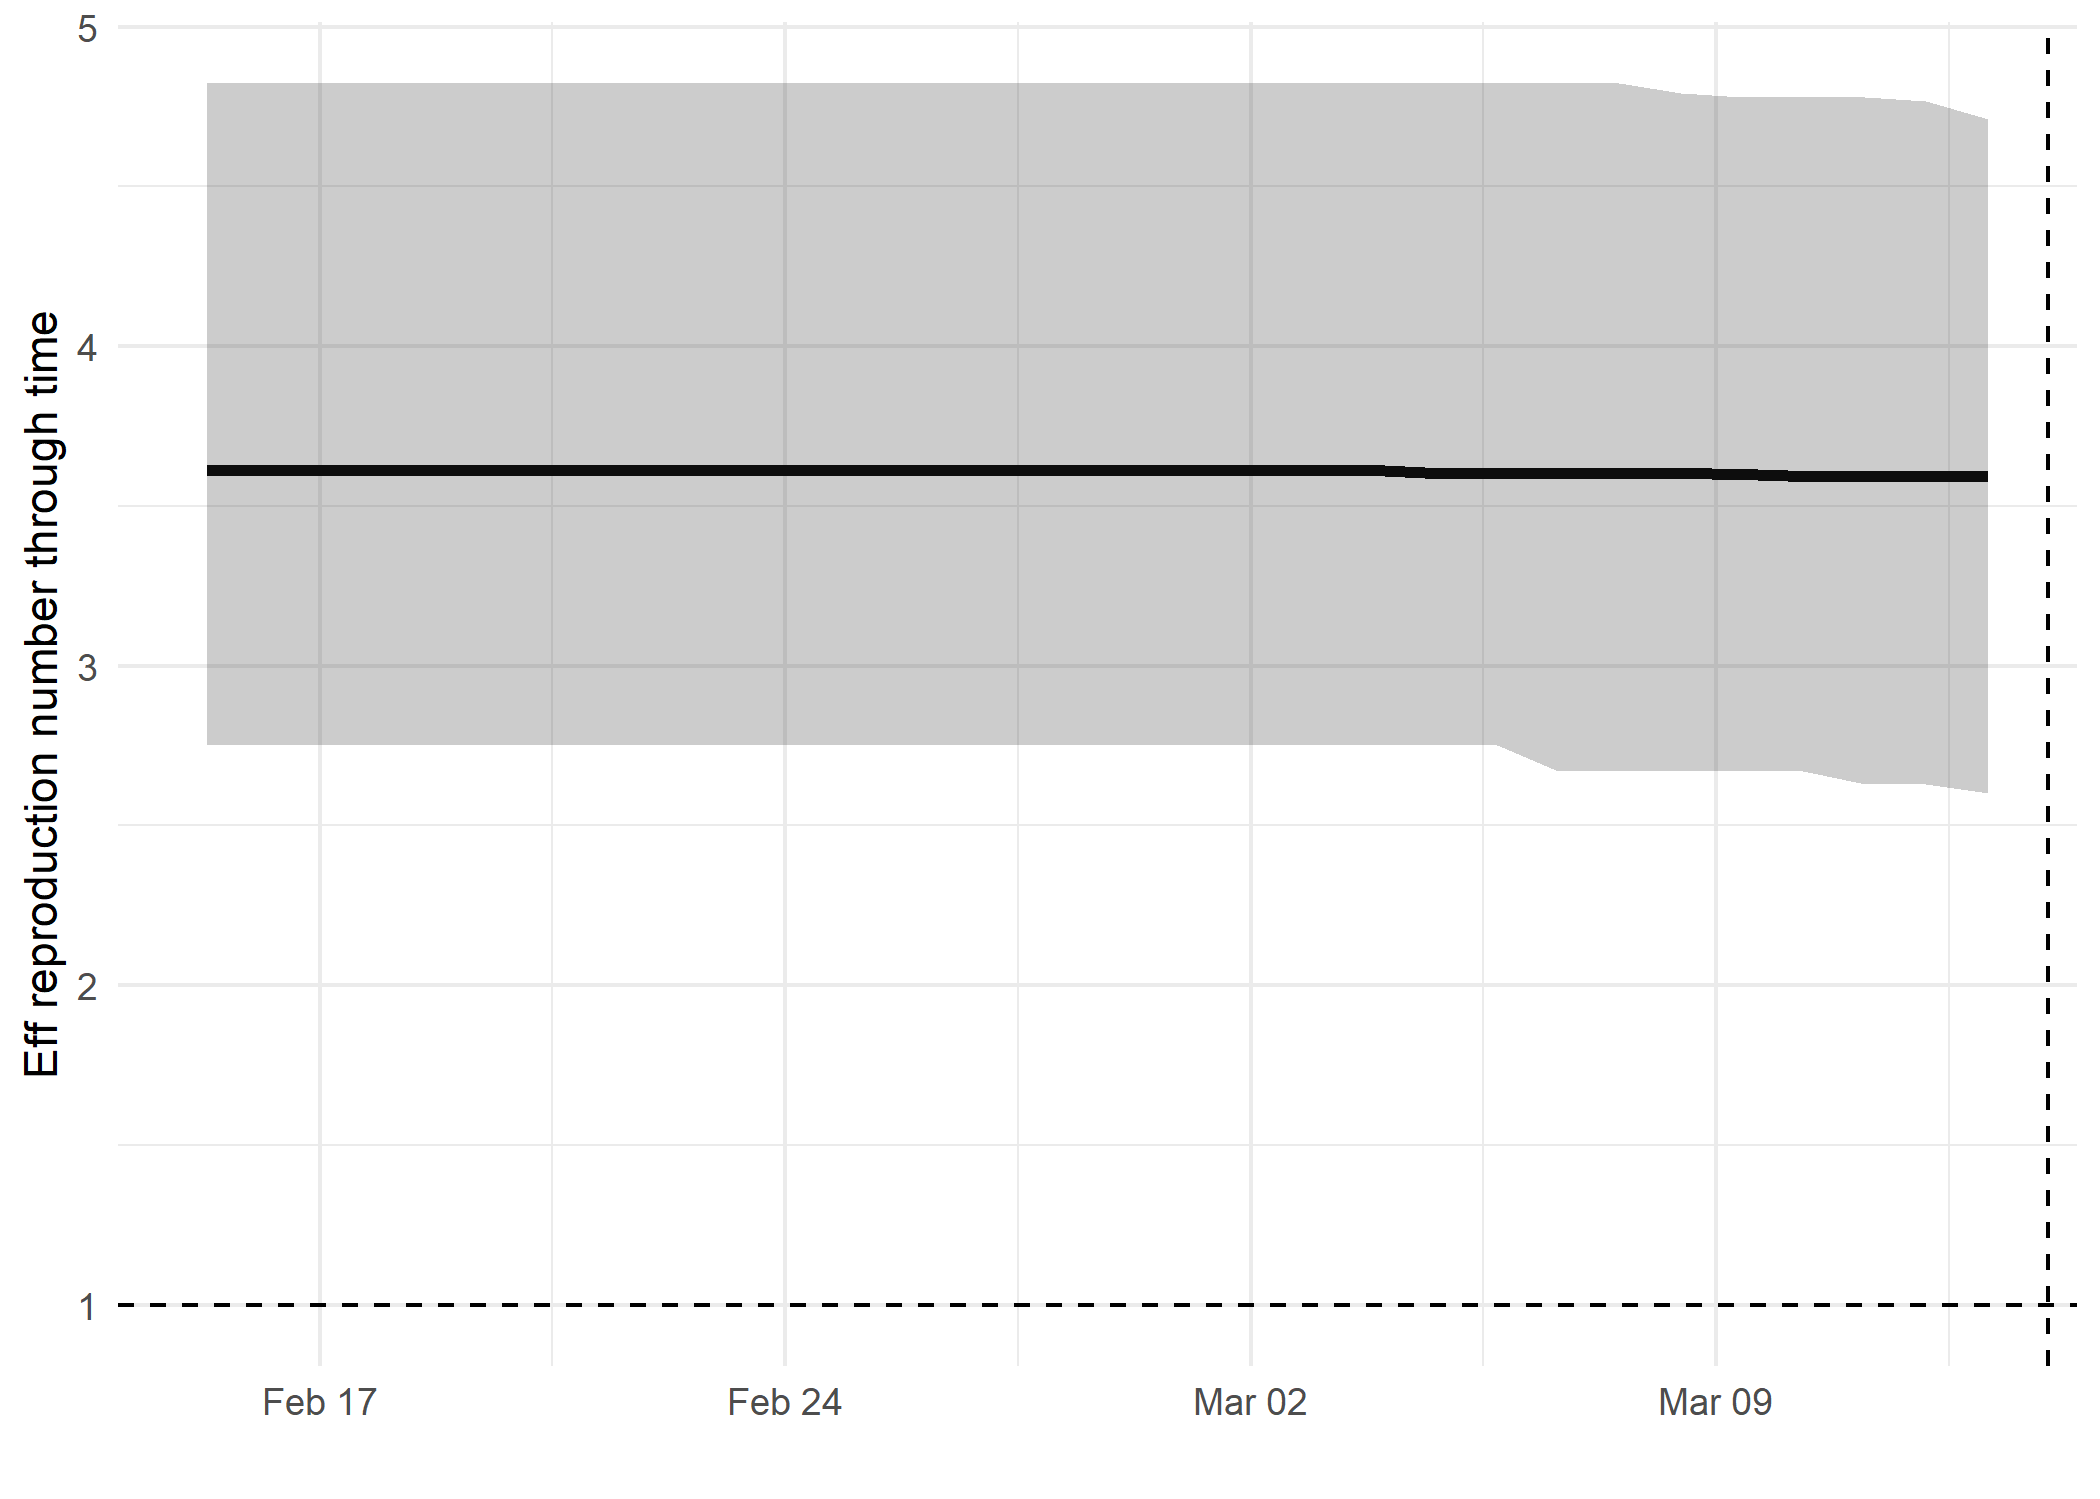 Eff reproduction number through time
5
4
3
2
1
Feb 17
Feb 24
Mar 02
Mar 09